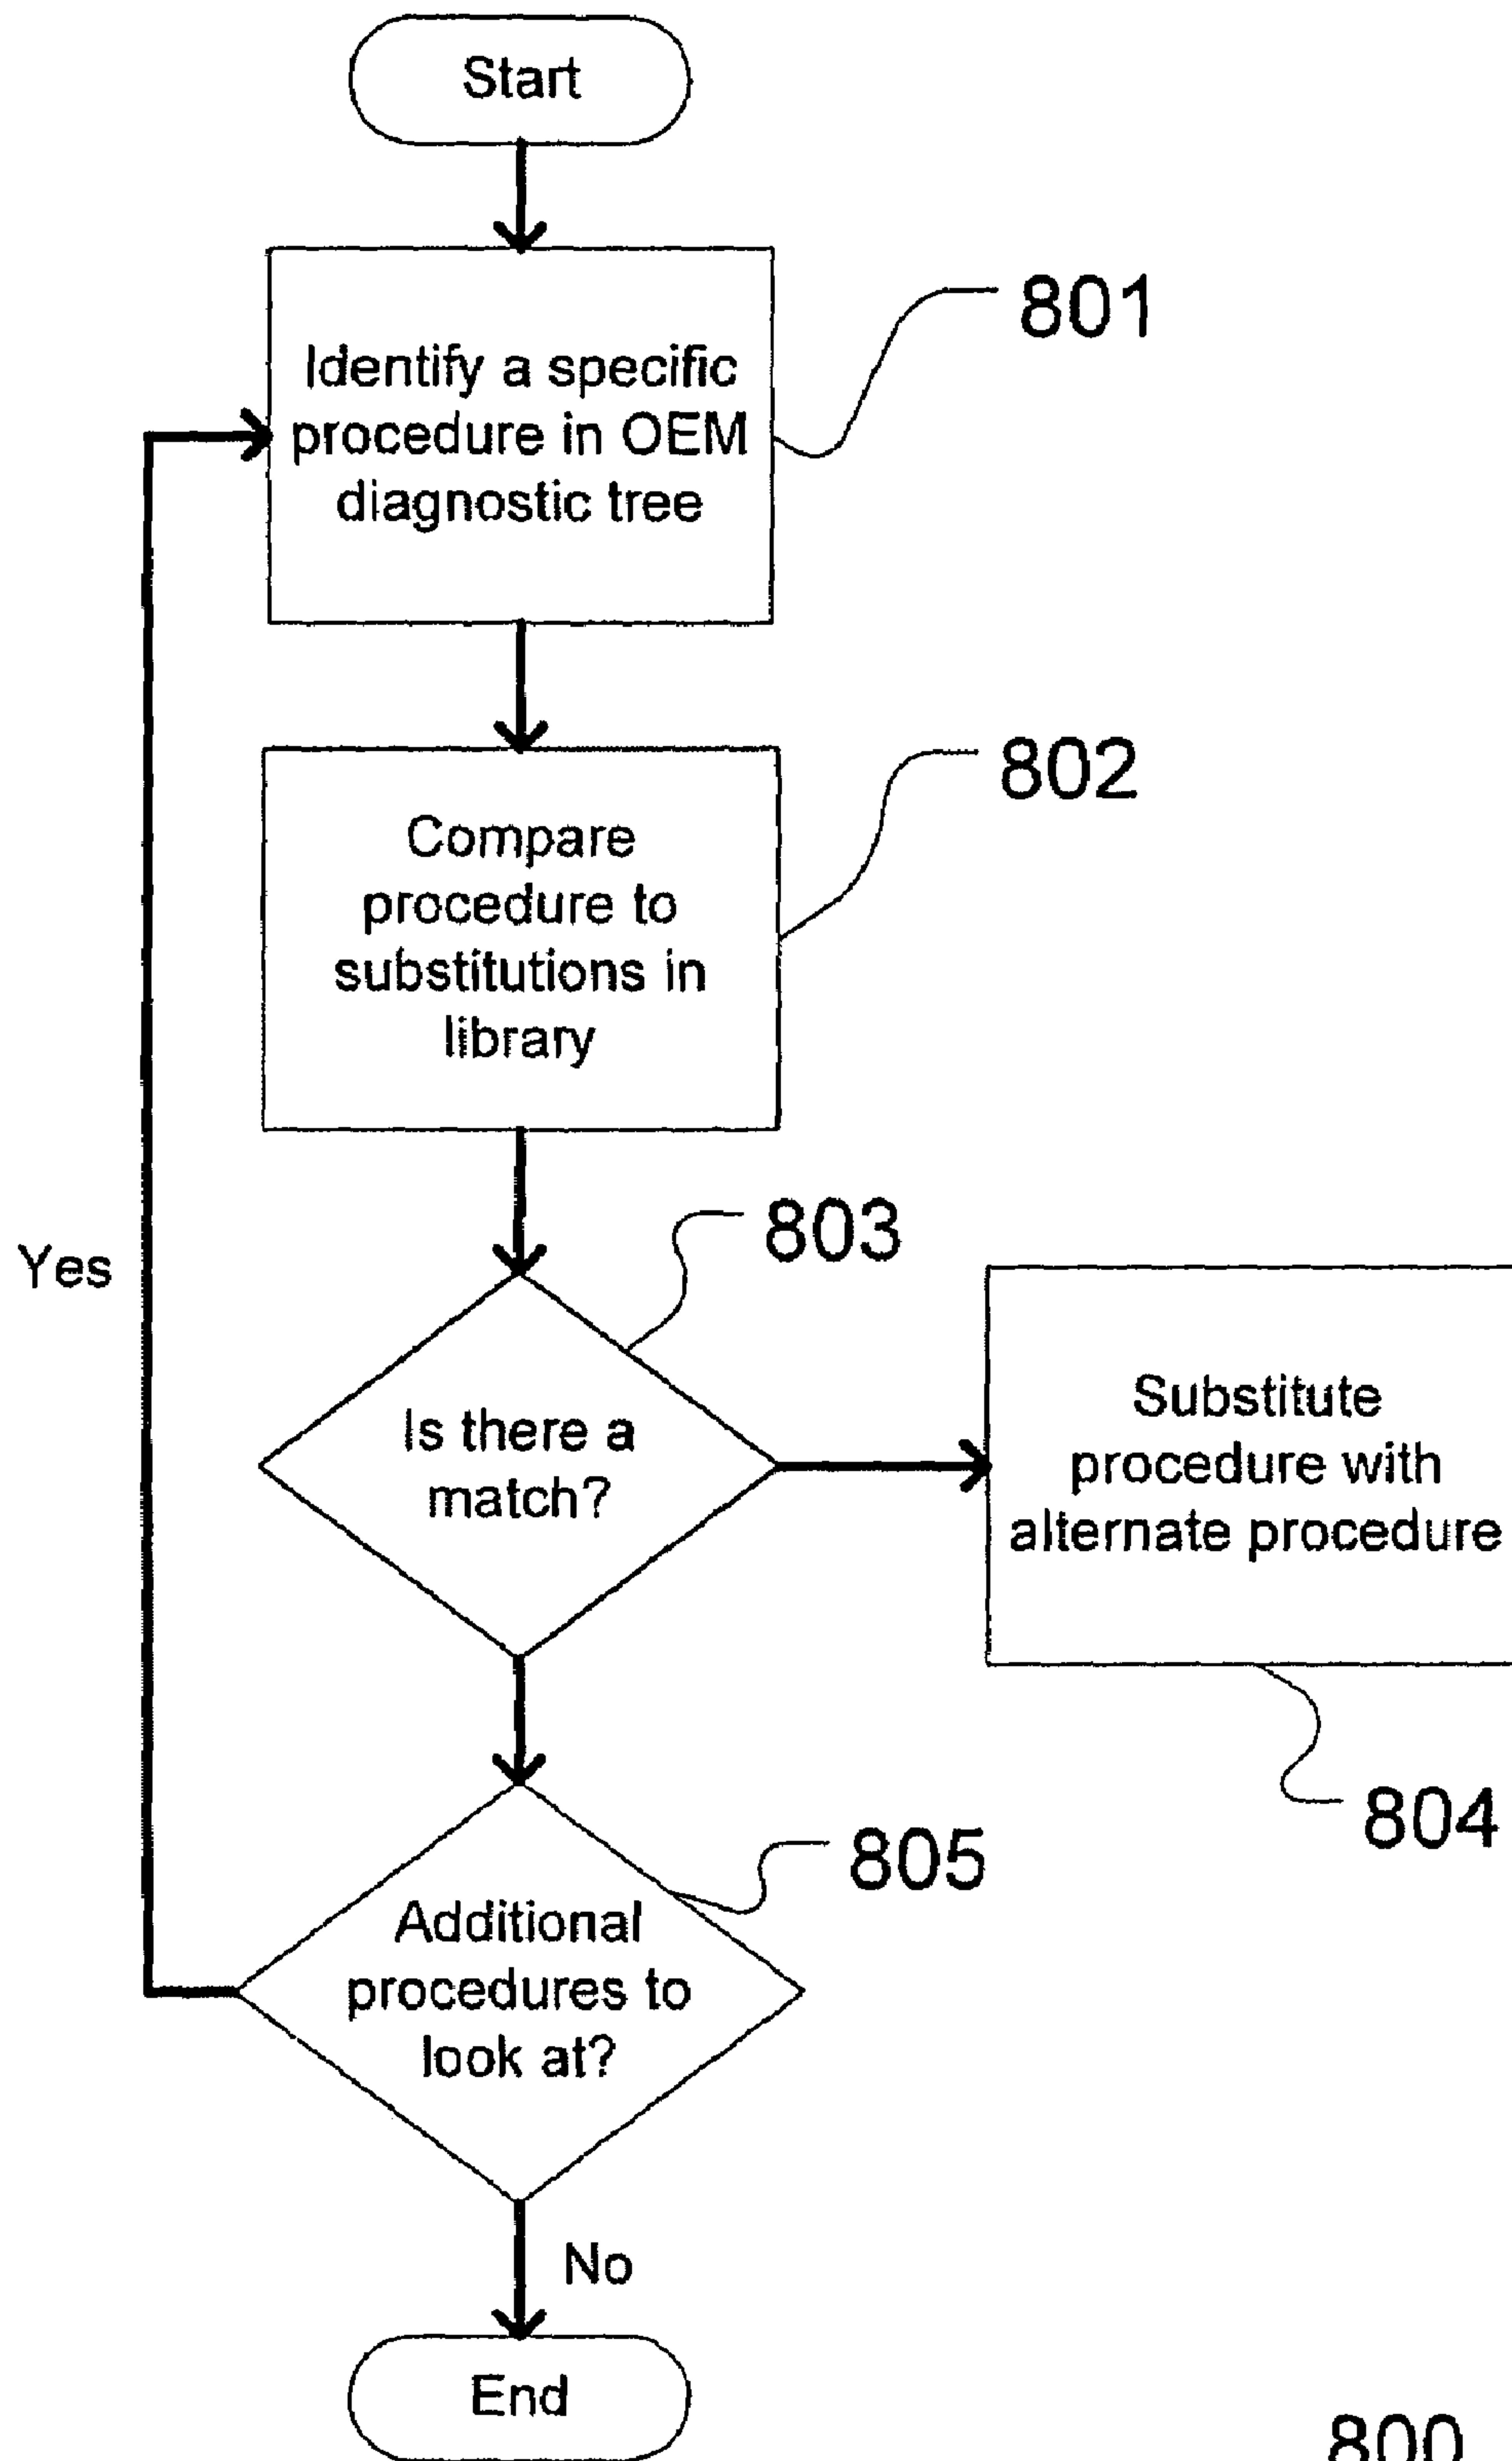 Start
Identify a specific
procedure in OEM
diagnostic tree
801
Compare
procedure to
substitutions in
library
802
Yes
803
Is there a
match?
Substitute
procedure with
alternate procedure
804
805
Additional
procedures to
look at?
No
End
800